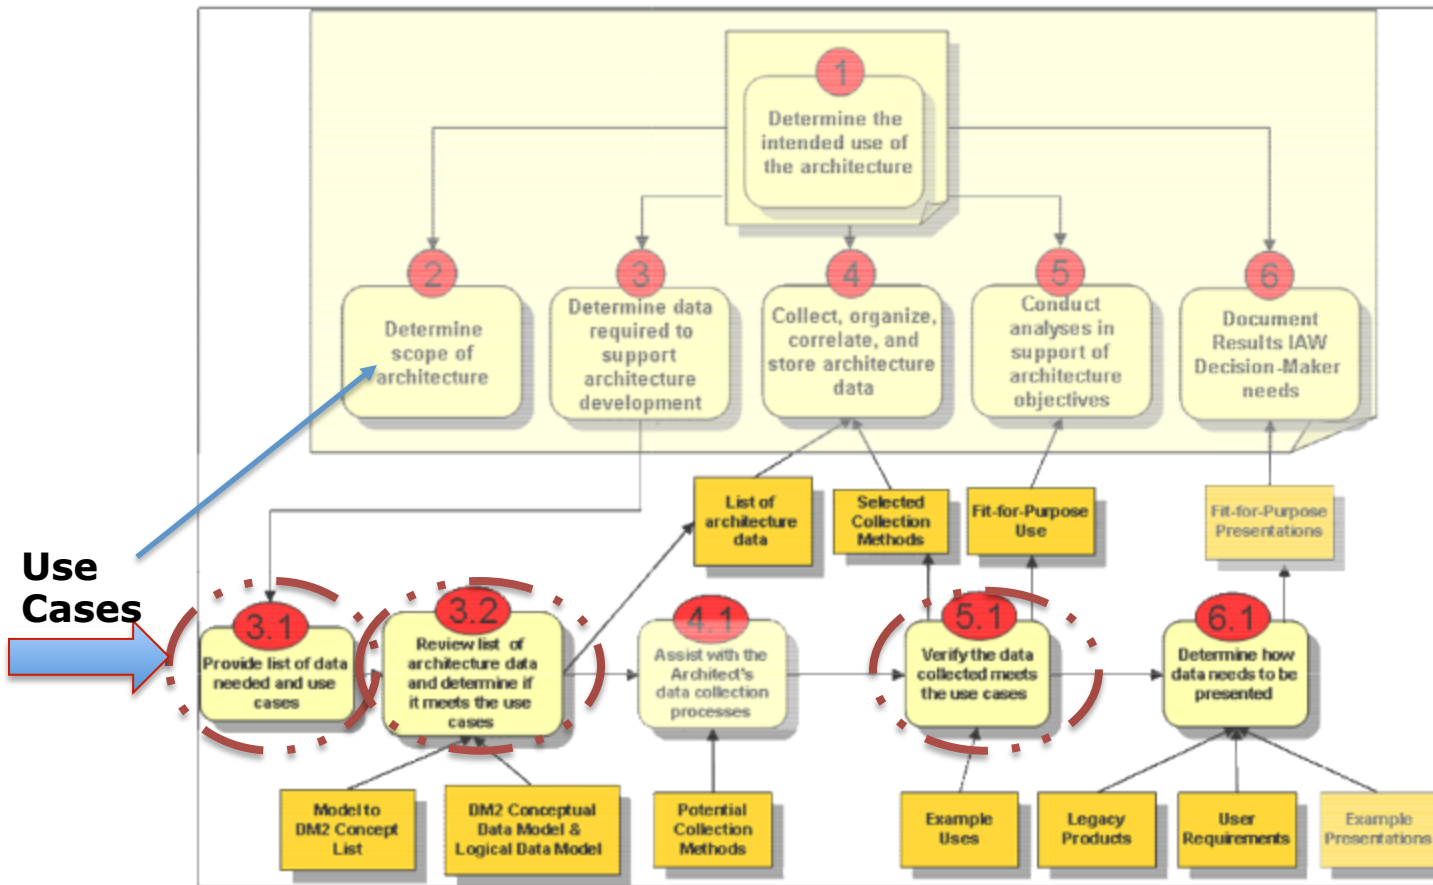 1
Determine the
intended use of
the architecture
2
Determine
scope of
architecture
3
Determine data
required to
support
architecture
development
4
Collect, organize,
correlate, and
store architecture
data
5
Conduct
analyses in
support of
architecture
objectives
6
Document
Results IAW
Decision-Maker
needs
List of
architecture
data
Selected
Collection
Methods
Fit-for-Purpose
Use
Fit-for-Purpose
Presentations
Use
Cases
3.1
Provide list of data
needed and use
cases
3.2
Review list of
architecture data
and determine if
it meets the use
cases
4.1
Assist with the
Architect's
data collection
processes
5.1
Verify the data
collected meets
the use cases
6.1
Determine how
data needs to be
presented
Model to
DM2 Concept
List
DM2 Conceptual
Data Model &
Logical Data Model
Potential
Collection
Methods
Example
Uses
Legacy
Products
User
Requirements
Example
Presentations